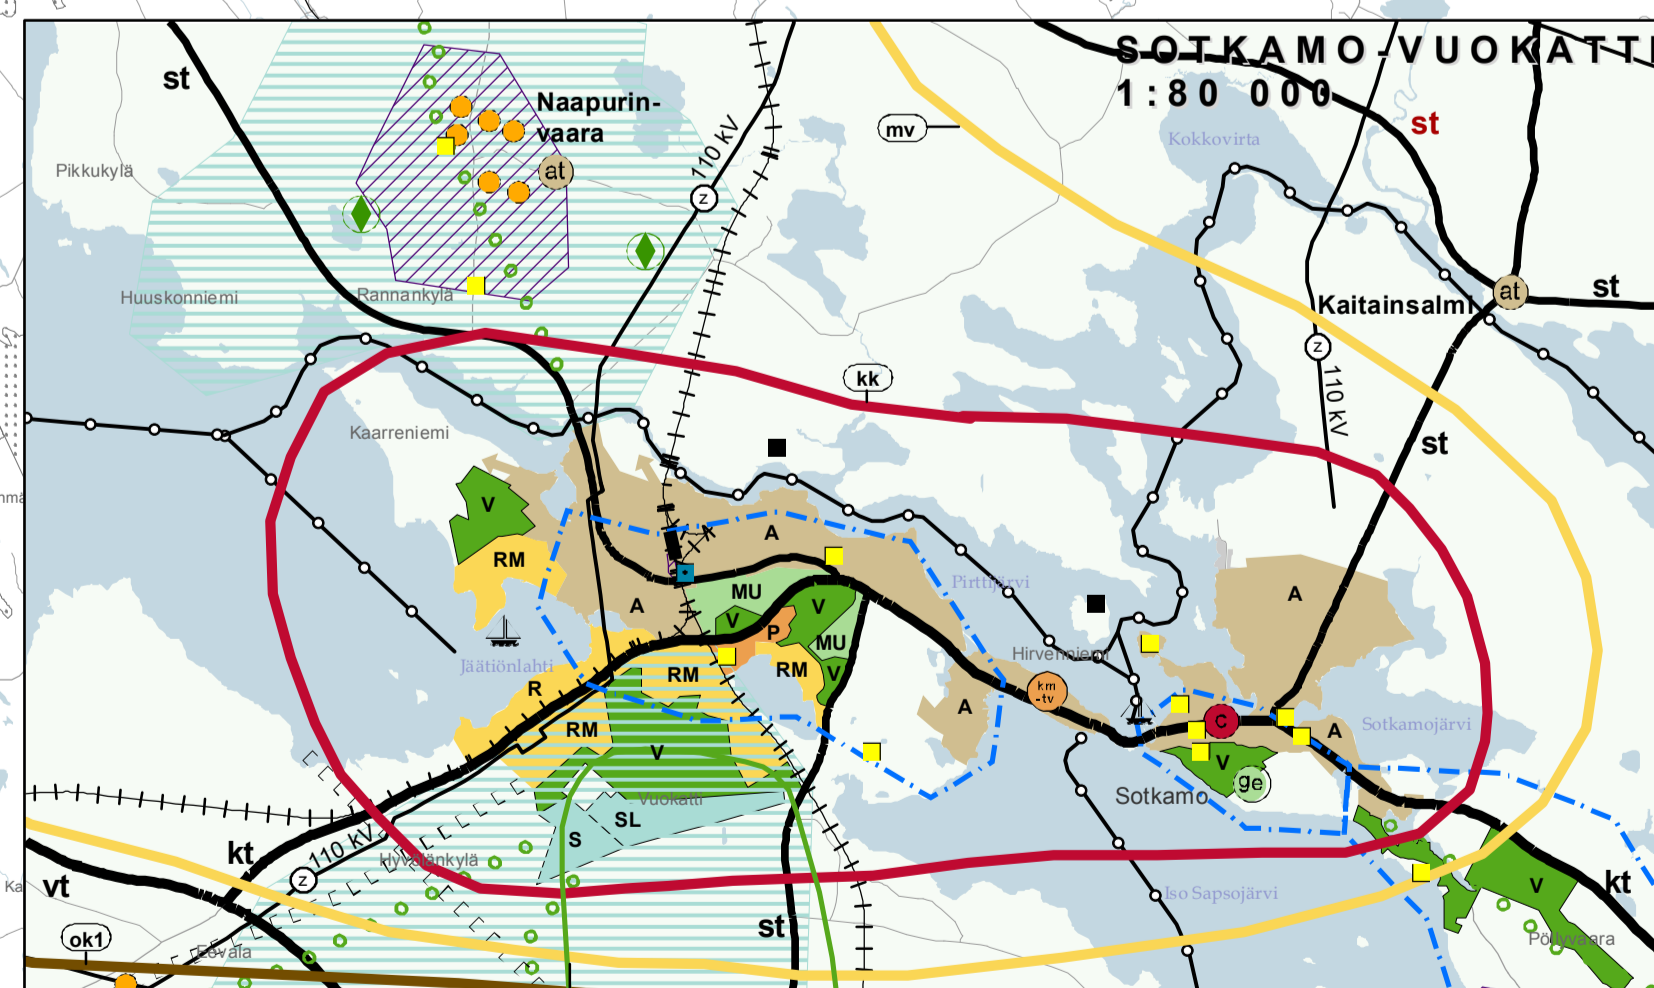 SOTKAMO-VUOKATTI
1:80 000
st
Naapurin-
vaara
at
110 kV
z
mv
st
Kokkovirta
Pikkukylä
Huuskonniemi
Rannankylä
Kaitainsalmi
at
st
z
110 kV
kk
st
Kaarreniemi
V
RM
A
A
MU
V
V
P
MU
RM
V
RM
Pirttijärvi
A
Hirvenniemi
km
-tv
A
Jäätiönlahti
R
RM
V
C
A
Sotkamojärvi
V
ge
Sotkamo
Vuokatti
SL
S
kt
110 kV
Hyvölänkylä
z
vt
Ka
ok1
Eevala
st
Iso Sapsojärvi
V
kt
Pöllyvaara